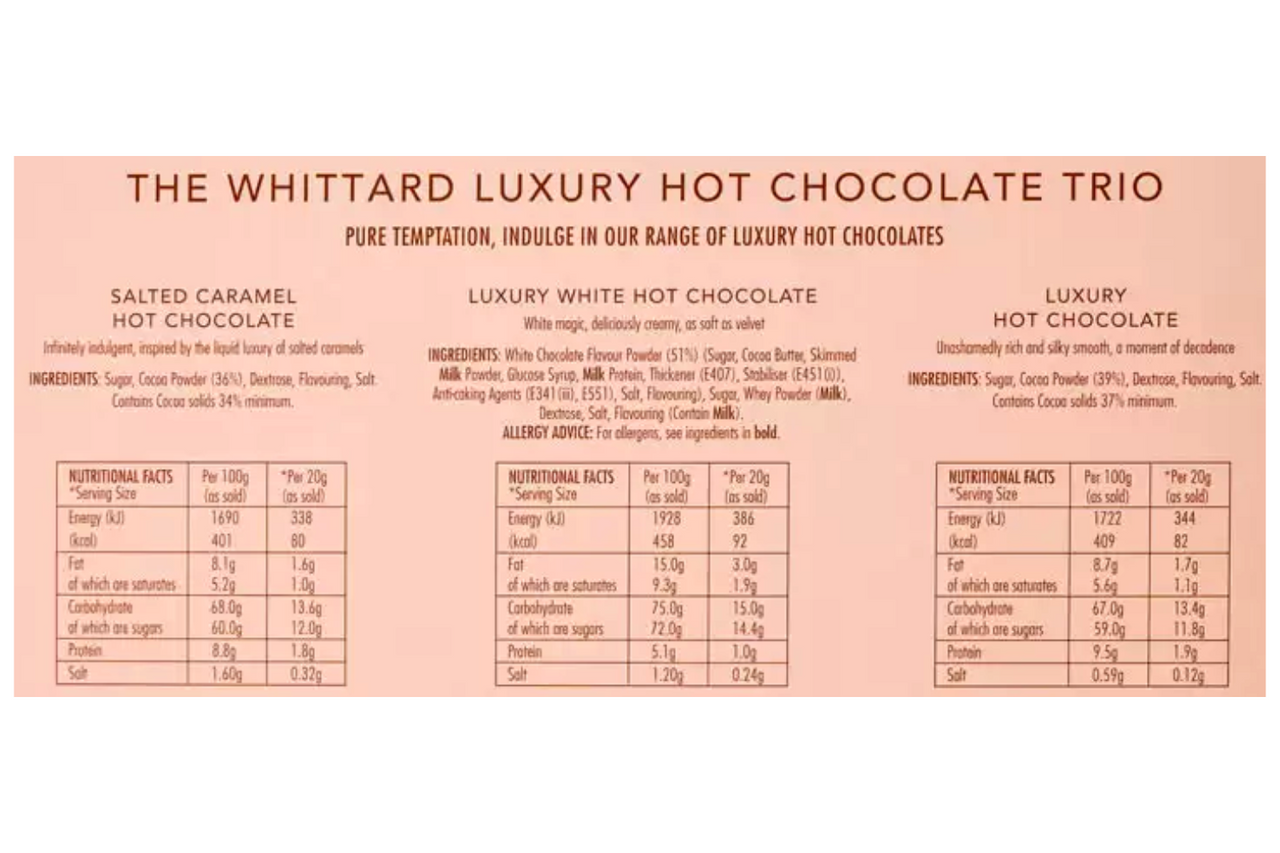 THE WHITTARD LUXURY HOT CHOCOLATE TRIO
PURE TEMPTATION, INDULGE IN OUR RANGE OF LUXURY HOT CHOCOLATES
SALTED CARAMEL
HOT CHOCOLATE
Infinitely indulgent, inspired by the liquid luxury of salted caramels
INGREDIENTS: Sugar, Cocoa Powder (36%), Dextrose, Flavouring, Salt.
Contains Cocoa solids 34% minimum.
NUTRITIONAL FACTS Per 100g *Per 20g
*Serving Size (as sold) (as sold)
Energy (kJ) 1690 338
(kcal) 401 80
Fat 8.1g 1.6g
of which are saturates 5.2g 1.0g
Carbohydrate 68.0g 13.6g
of which are sugars 60.0g 12.0g
Protein 8.8g 1.8g
Salt 1.60g 0.32g
LUXURY WHITE HOT CHOCOLATE
White magic, deliciously creamy, as soft as velvet
INGREDIENTS: White Chocolate Flavour Powder (51%) (Sugar, Cocoa Butter, Skimmed
Milk Powder, Glucose Syrup, Milk Protein, Thickener (E407), Stabiliser (E451(i)),
Anti-caking Agents (E341(iii), E551), Salt, Flavouring), Sugar, Whey Powder (Milk),
Dextrose, Salt, Flavouring (Contain Milk).
ALLERGY ADVICE: For allergens, see ingredients in bold.
NUTRITIONAL FACTS Per 100g *Per 20g
*Serving Size (as sold) (as sold)
Energy (kJ) 1928 386
(kcal) 458 92
Fat 15.0g 3.0g
of which are saturates 9.3g 1.9g
Carbohydrate 75.0g 15.0g
of which are sugars 72.0g 14.4g
Protein 5.1g 1.0g
Salt 1.20g 0.24g
LUXURY
HOT CHOCOLATE
Unashamedly rich and silky smooth, a moment of decadence
INGREDIENTS: Sugar, Cocoa Powder (39%), Dextrose, Flavouring, Salt.
Contains Cocoa solids 37% minimum.
NUTRITIONAL FACTS Per 100g *Per 20g
*Serving Size (as sold) (as sold)
Energy (kJ) 1722 344
(kcal) 409 82
Fat 8.7g 1.7g
of which are saturates 5.6g 1.1g
Carbohydrate 67.0g 13.4g
of which are sugars 59.0g 11.8g
Protein 9.5g 1.9g
Salt 0.59g 0.12g